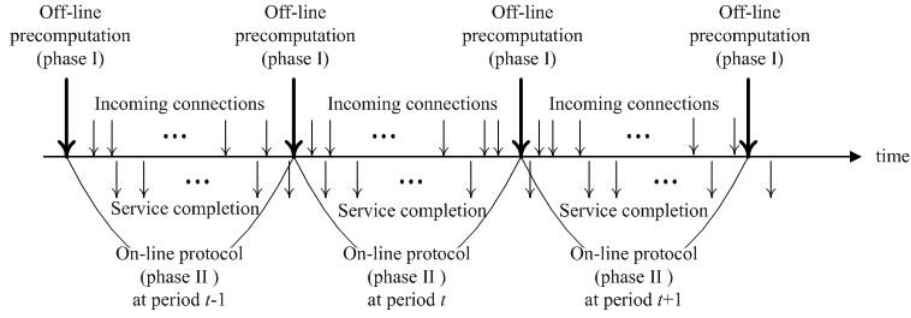 Off-line
precomputation
(phase I)
Off-line
precomputation
(phase I)
Off-line
precomputation
(phase I)
Off-line
precomputation
(phase I)
Incoming connections
...
Incoming connections
...
Incoming connections
...
time
...
Service completion
...
Service completion
...
Service completion
On-line protocol
(phase II )
at period t-1
On-line protocol
(phase II )
at period t
On-line protocol
(phase II )
at period t+1